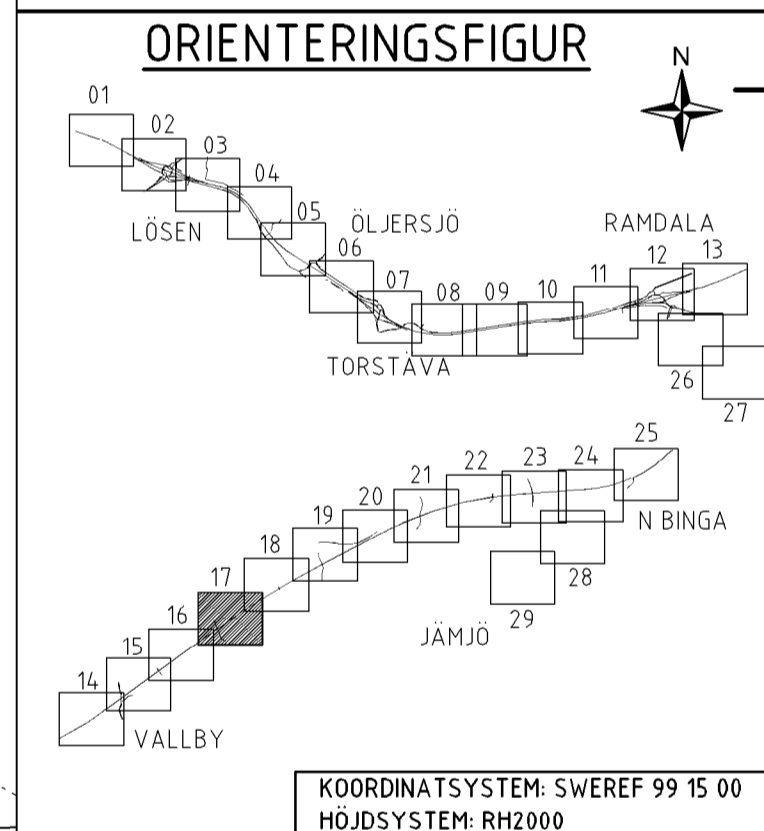 ORIENTERINGSFIGUR
N
01
02
03
04
05
06
07
08
09
10
11
12
13
LÖSEN
ÖLJERSJÖ
RAMDALA
TORSTÄVA
26
27
25
24
23
22
21
20
19
18
17
16
15
14
N BINGA
28
29
JÄMJÖ
VALLBY
KOORDINATSYSTEM: SWEREF 99 15 00
HÖJDSYSTEM: RH2000